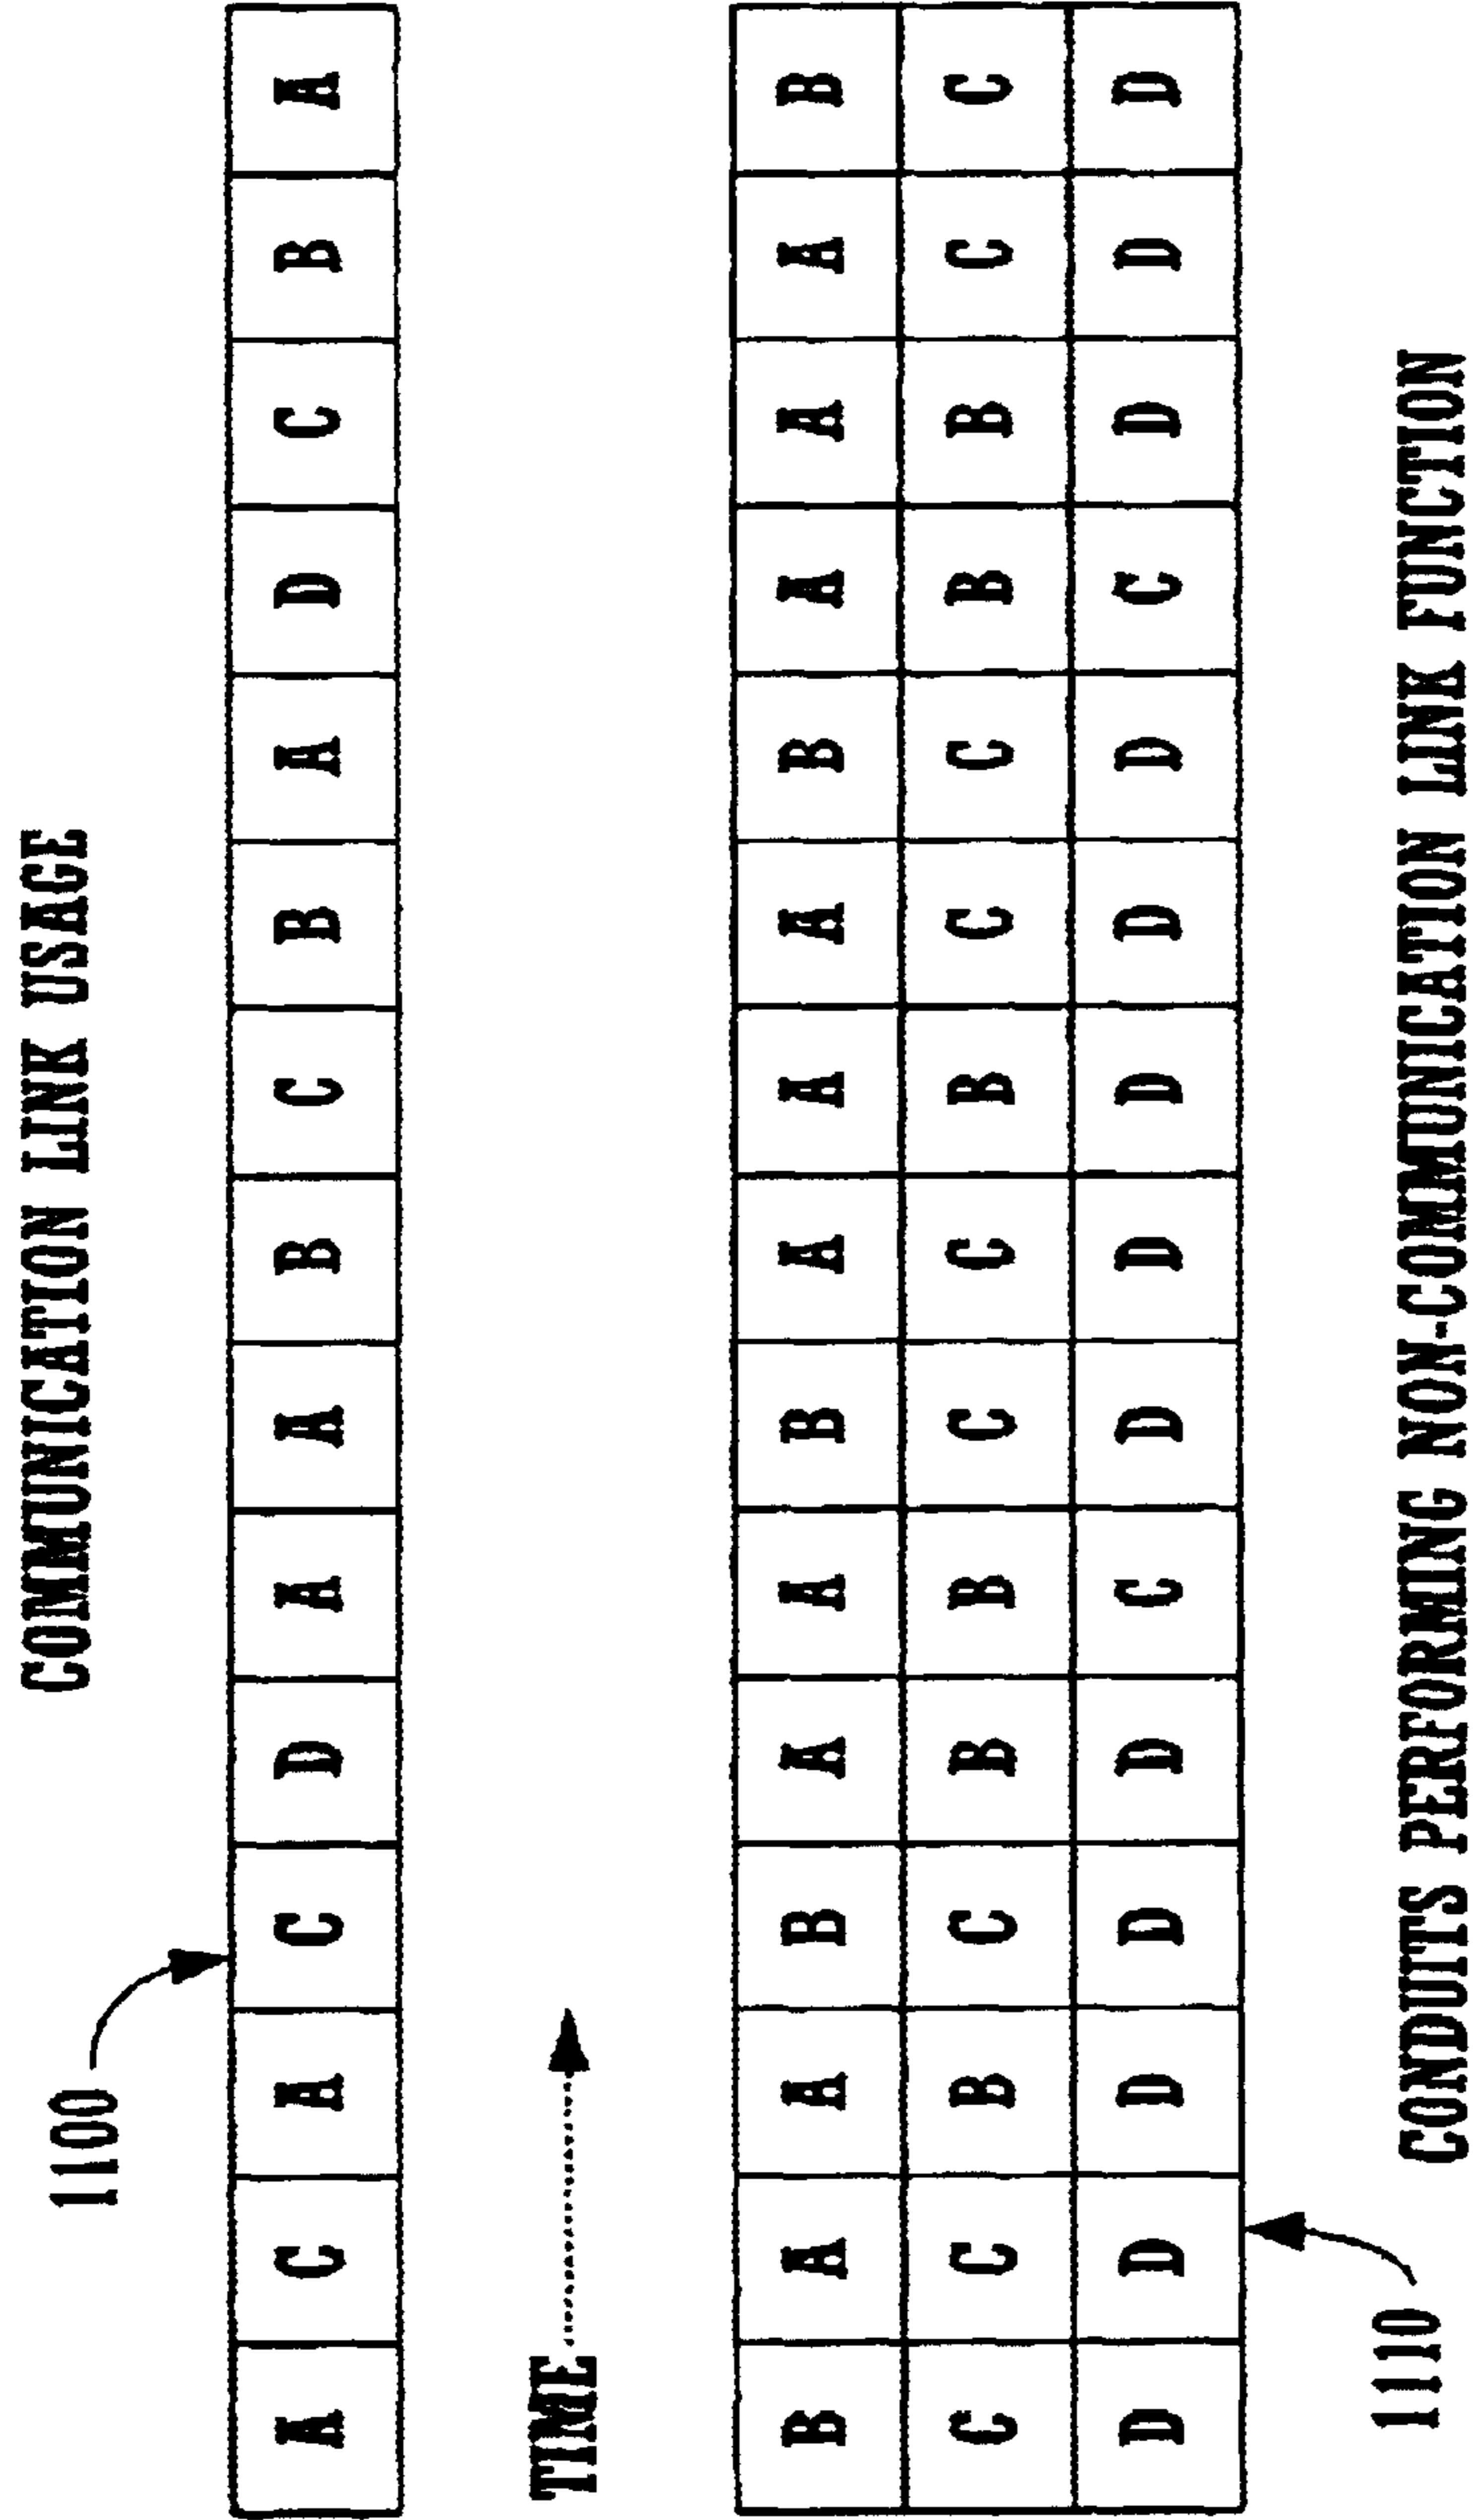 COMMUNICATION LINK USAGE
1100
A C A C D A A B C B A D C B A
TIME
B A A B A A B A A A B A A A B
C C B C B B C C B C C B B C C
D D D D D C D D D D D C D D D
1110
CONDUITS PERFORMING NON-COMMUNICATION LINK FUNCTION